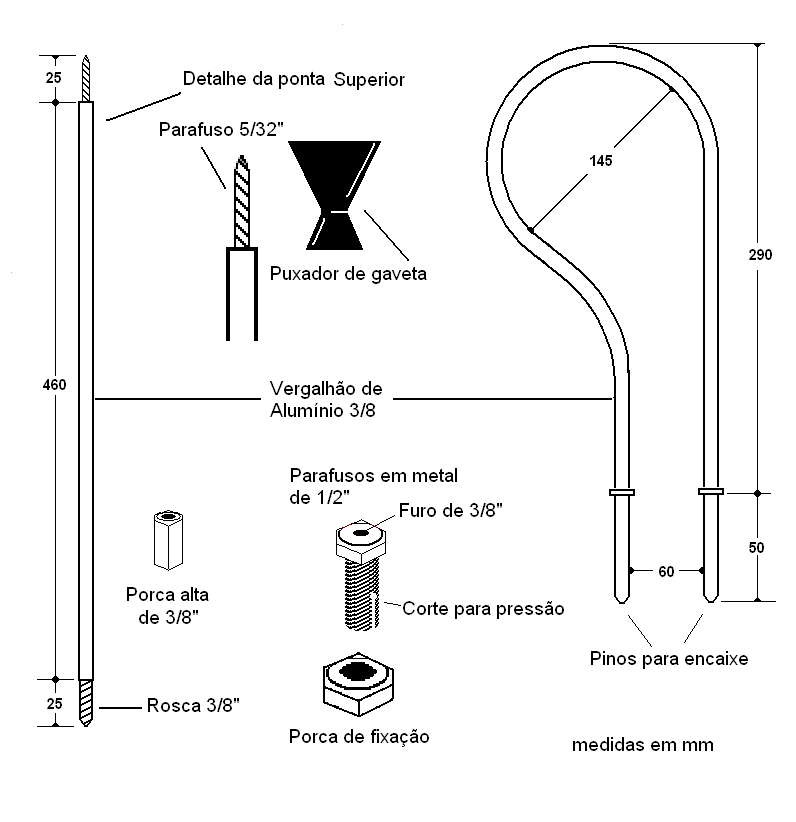 25
Detalhe da ponta Superior
Parafuso 5/32"
145
290
Puxador de gaveta
460
Vergalhão de
Alumínio 3/8
Parafusos em metal
de 1/2"
Furo de 3/8"
50
60
Porca alta
de 3/8"
Corte para pressão
Pinos para encaixe
25
Rosca 3/8"
Porca de fixação
medidas em mm